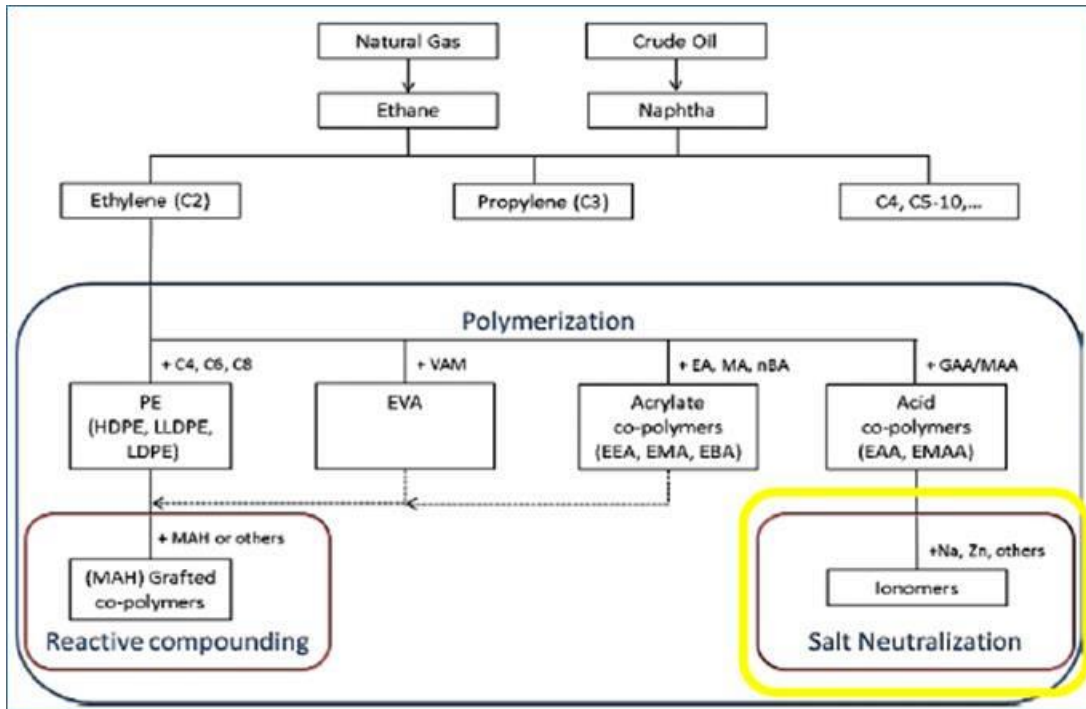 Natural Gas
Crude Oil
Ethane
Naphtha
Ethylene (C2)
Propylene (C3)
C4, C5-10,...
Polymerization
+ C4, C6, C8
+ VAM
+ EA, MA, nBA
+ GAA/MAA
PE
(HDPE, LLDPE,
LDPE)
EVA
Acrylate
co-polymers
(EEA, EMA, EBA)
Acid
co-polymers
(EAA, EMAA)
+ MAH or others
(MAH) Grafted
co-polymers
Reactive compounding
+Na, Zn, others
Ionomers
Salt Neutralization